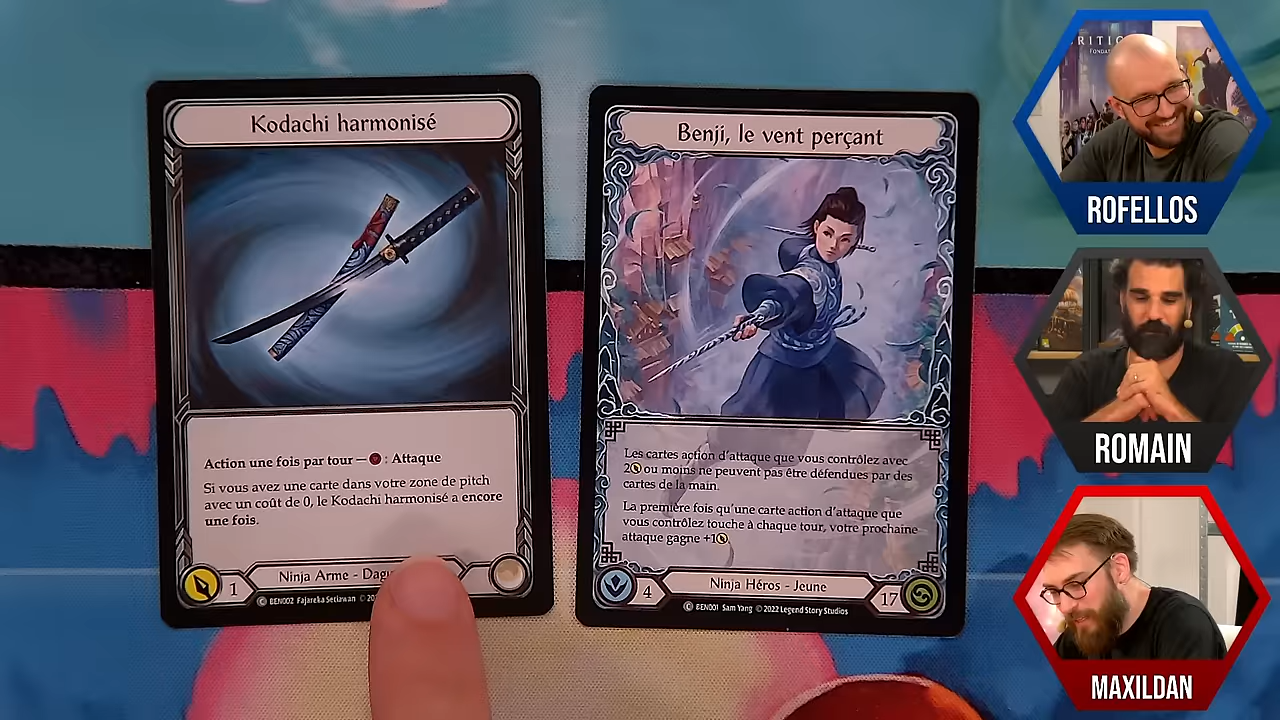 Kodachi harmonisé
Action une fois par tour — : Attaque
Si vous avez une carte dans votre zone de pitch
avec un coût de 0, le Kodachi harmonisé a encore
une fois.
1
Ninja Arme - Dag
C BEN002 Fajareka Setiawan © 20
Benji, le vent perçant
Les cartes action d'attaque que vous contrôlez avec
2 ou moins ne peuvent pas être défendues par des
cartes de la main.
La première fois qu'une carte action d'attaque que
vous contrôlez touche à chaque tour, votre prochaine
attaque gagne +1
4
Ninja Héros - Jeune
17
C BEN001 Sam Yang © 2022 Legend Story Studios
ROFELLOS
ROMAIN
MAXILDAN